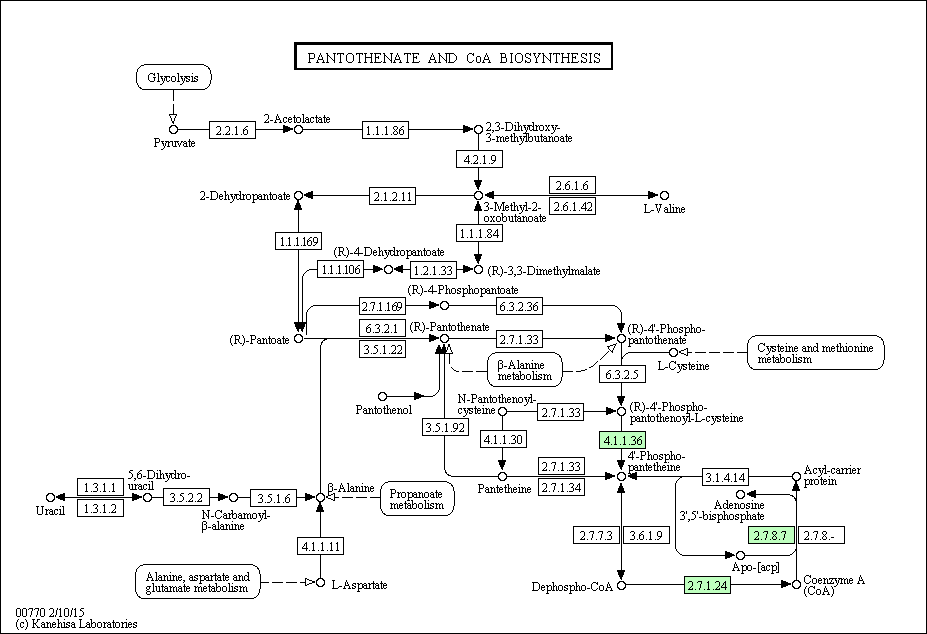 PANTOTHENATE AND CoA BIOSYNTHESIS
Glycolysis
2-Acetolactate
2.2.1.6
1.1.1.86
2,3-Dihydroxy-
3-methylbutanoate
Pyruvate
4.2.1.9
2-Dehydropantoate
2.1.2.11
2.6.1.6
2.6.1.42
3-Methyl-2-
oxobutanoate
L-Valine
1.1.1.169
1.1.1.84
(R)-4-Dehydropantoate
1.1.1.106
1.2.1.33
(R)-3,3-Dimethylmalate
(R)-4-Phosphopantoate
2.7.1.169
6.3.2.36
(R)-Pantoate
6.3.2.1
3.5.1.22
(R)-Pantothenate
2.7.1.33
(R)-4'-Phospho-
pantothenate
Cysteine and methionine
metabolism
β-Alanine
metabolism
L-Cysteine
6.3.2.5
Pantothenol
N-Pantothenoyl-
cysteine
2.7.1.33
(R)-4'-Phospho-
pantothenoyl-L-cysteine
3.5.1.92
4.1.1.30
4.1.1.36
4'-Phospho-
pantetheine
5,6-Dihydro-
uracil
1.3.1.1
1.3.1.2
3.5.2.2
3.5.1.6
β-Alanine
Uracil
N-Carbamoyl-
β-alanine
Propanoate
metabolism
Pantetheine
2.7.1.33
2.7.1.34
3.1.4.14
Acyl-carrier
protein
Adenosine
3',5'-bisphosphate
2.7.7.3
3.6.1.9
2.7.8.7
2.7.8.-
4.1.1.11
Apo-[acp]
Alanine, aspartate and
glutamate metabolism
L-Aspartate
Dephospho-CoA
2.7.1.24
Coenzyme A
(CoA)
00770 2/10/15
(c) Kanehisa Laboratories